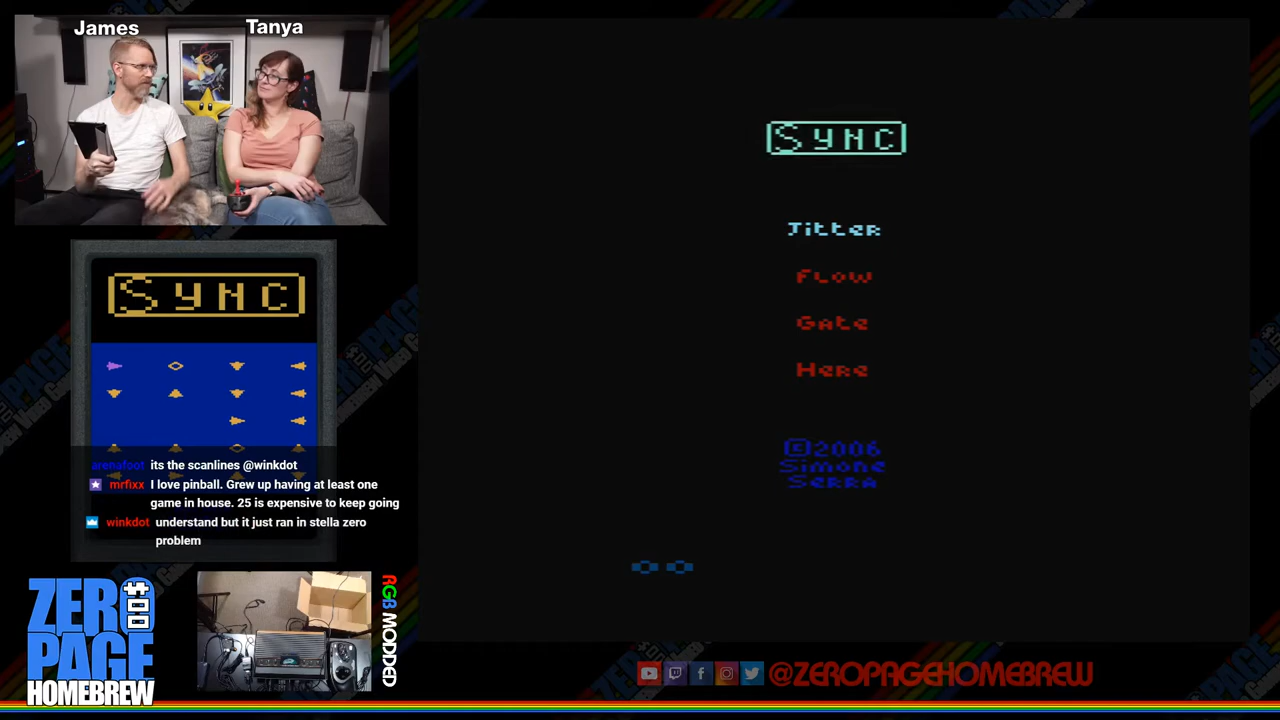 James
Tanya
Sync
Jitter
Flow
Gate
Here
©2006
Simone
Serra
Sync
arenafoot its the scanlines @winkdot
mrfixx I love pinball. Grew up having at least one
game in house. 25 is expensive to keep going
winkdot understand but it just ran in stella zero
problem
ZERO
PAGE
HOMEBREW
RGB MODDED
@ZEROPAGEHOMEBREW